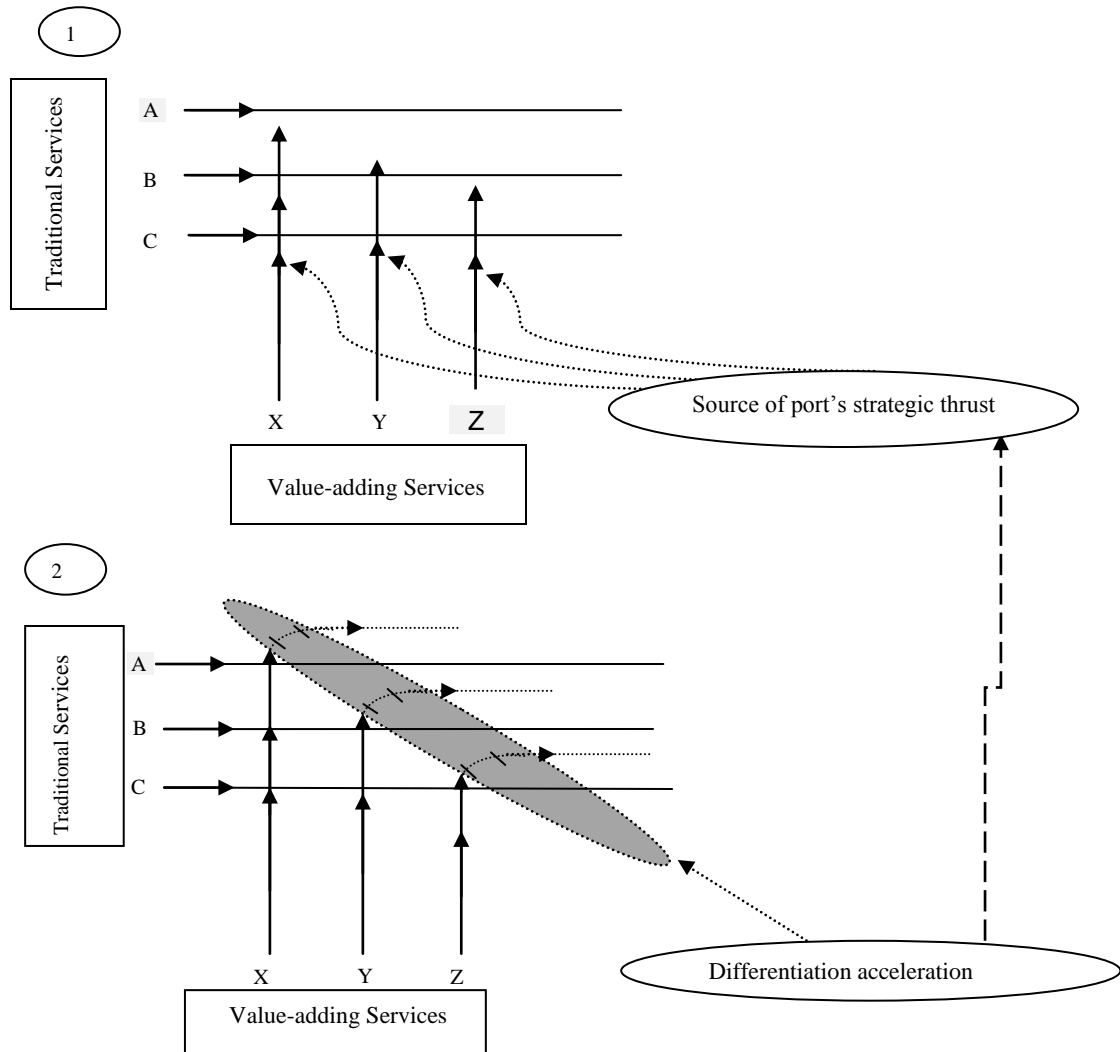 1
Traditional Services
A
B
C
X
Y
Z
Source of port’s strategic thrust
Value-adding Services
2
Traditional Services
A
B
C
X
Y
Z
Differentiation acceleration
Value-adding Services